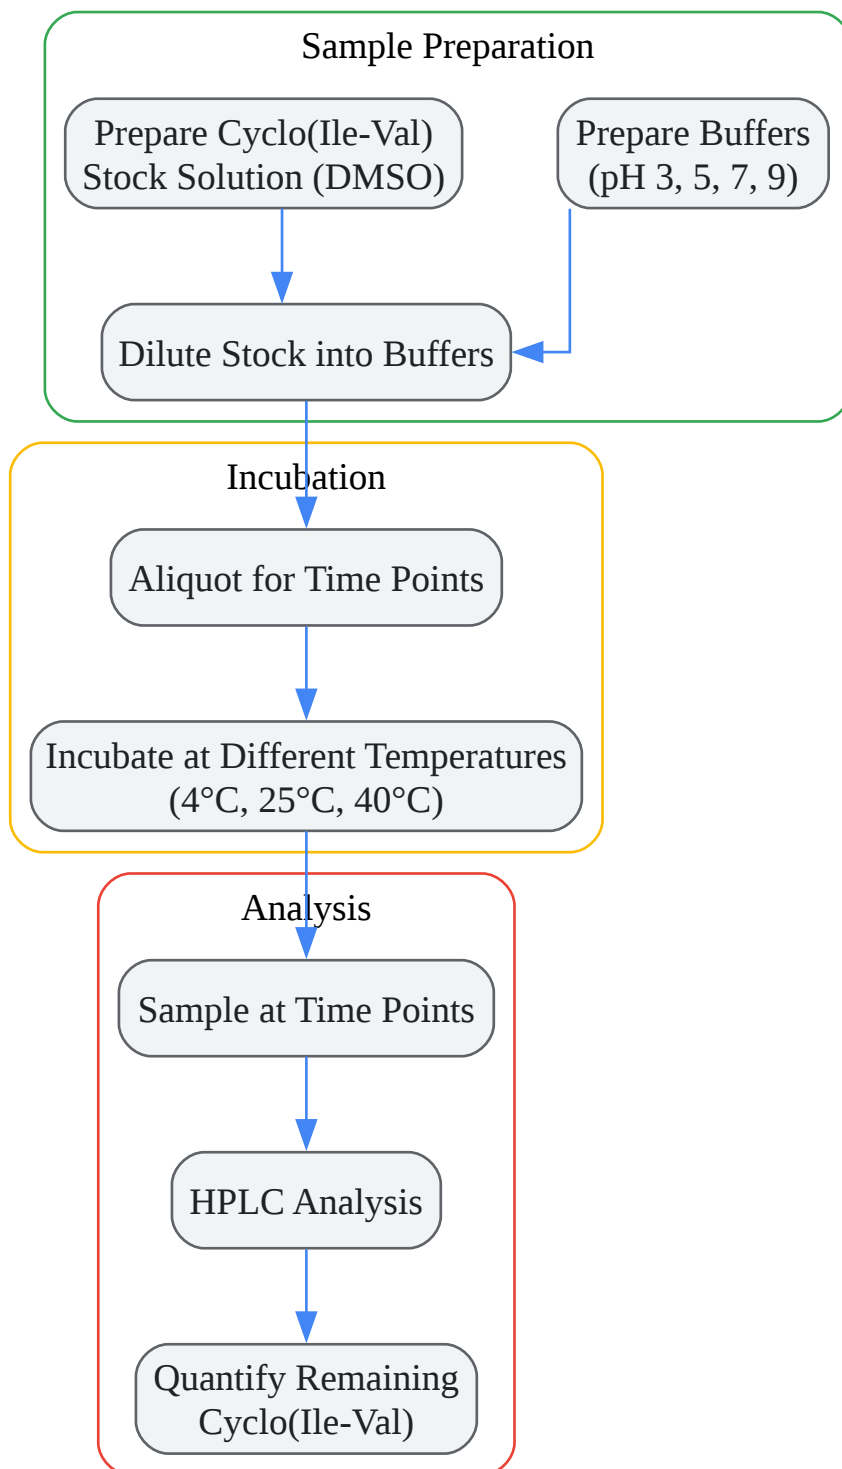 Sample Preparation
Prepare Cyclo(Ile-Val)
Stock Solution (DMSO)
Prepare Buffers
(pH 3, 5, 7, 9)
Dilute Stock into Buffers
Incubation
Aliquot for Time Points
Incubate at Different Temperatures
(4°C, 25°C, 40°C)
Analysis
Sample at Time Points
HPLC Analysis
Quantify Remaining
Cyclo(Ile-Val)